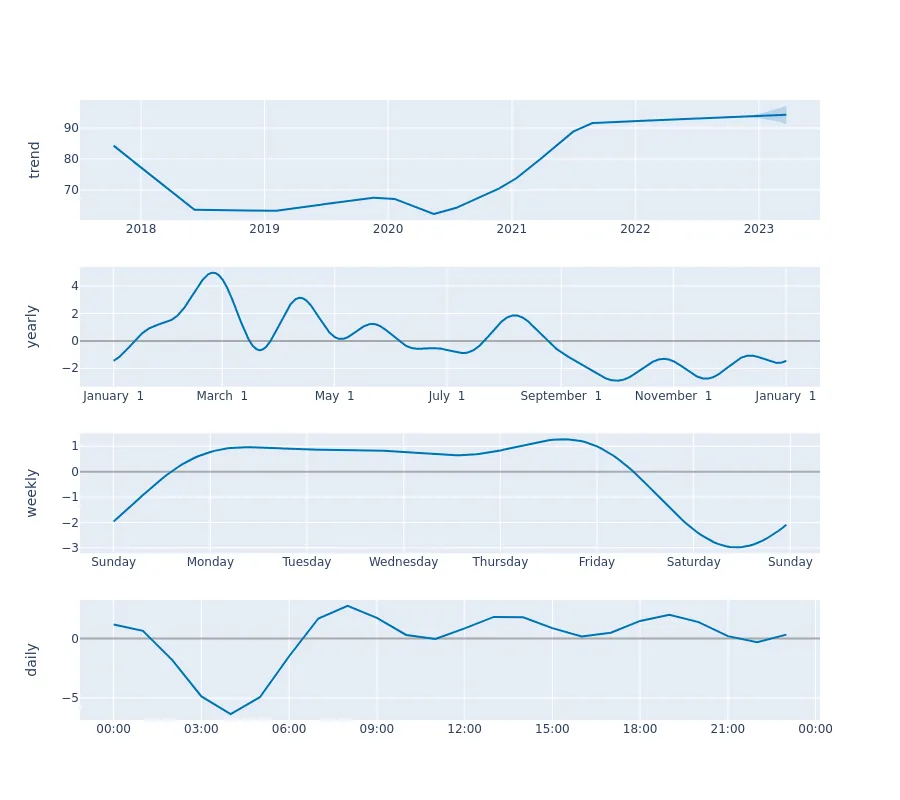 trend
90
80
70
2018 2019 2020 2021 2022 2023
yearly
4
2
0
−2
January 1 March 1 May 1 July 1 September 1 November 1 January 1
weekly
1
0
−1
−2
−3
Sunday Monday Tuesday Wednesday Thursday Friday Saturday Sunday
daily
0
−5
00:00 03:00 06:00 09:00 12:00 15:00 18:00 21:00 00:00